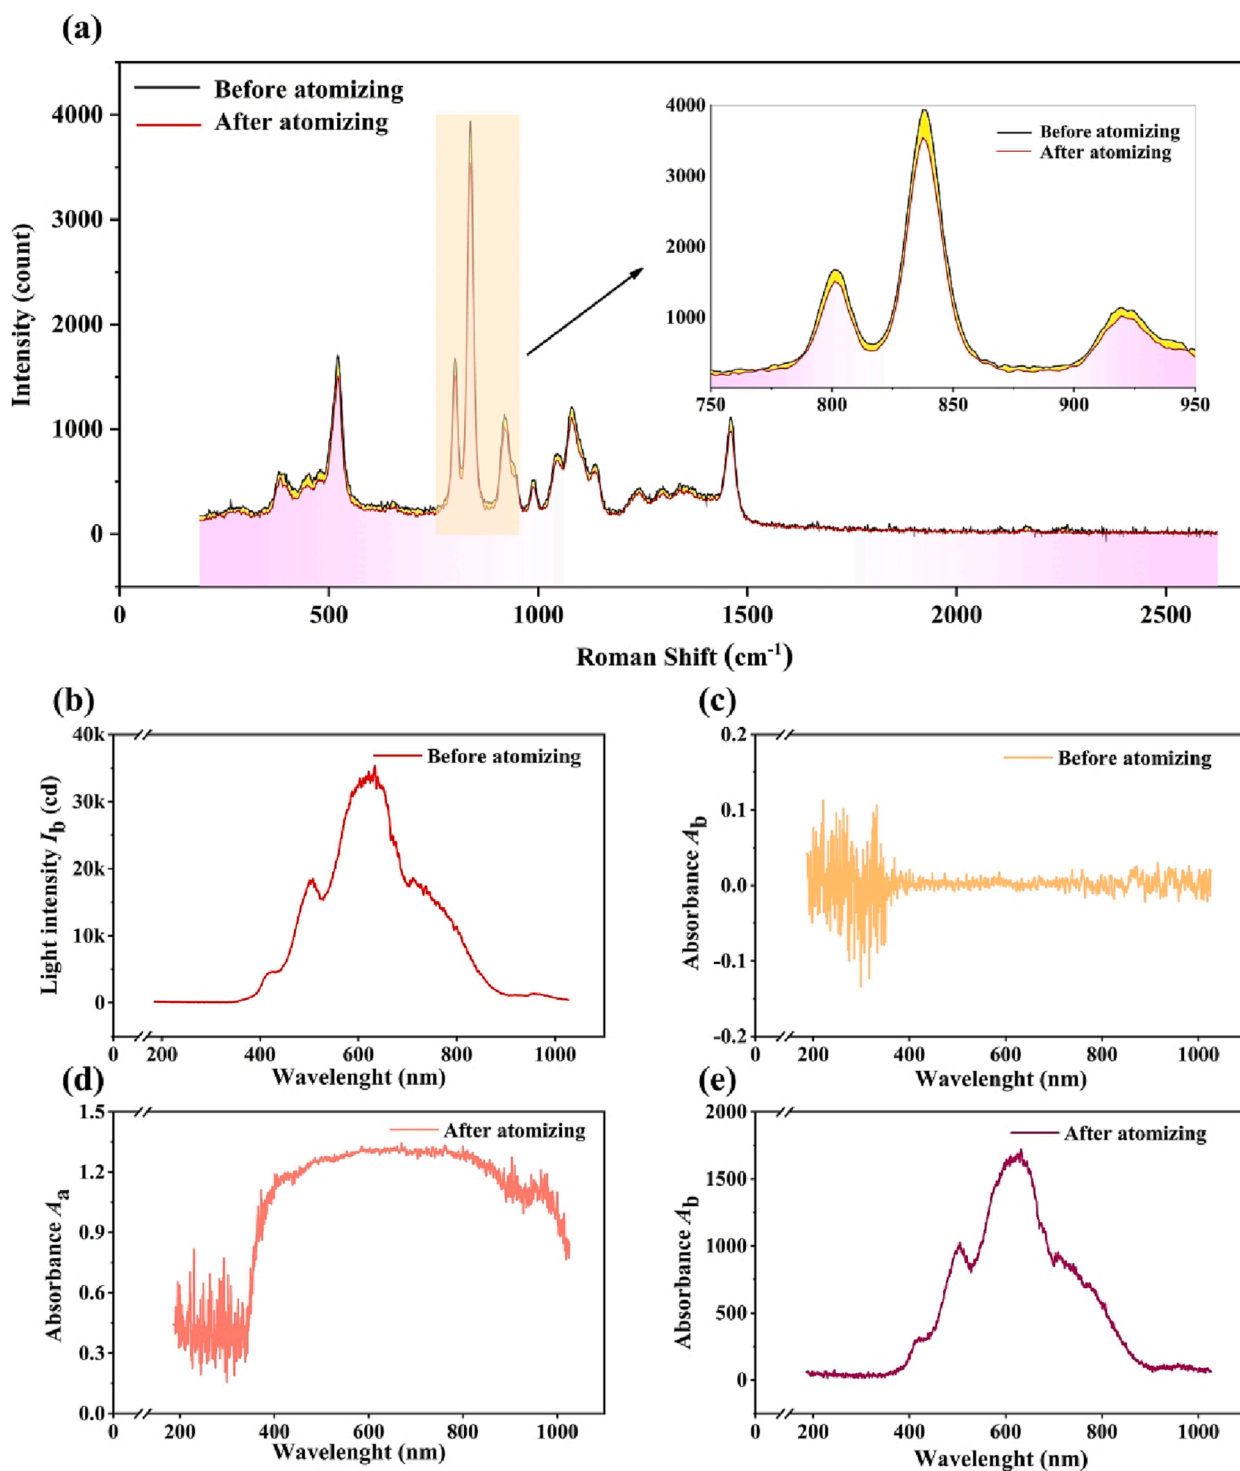 (a)
Before atomizing
After atomizing
4000
3000
2000
1000
0
Intensity (count)
0
500
1000
1500
2000
2500
Roman Shift (cm⁻¹)
4000
3000
2000
1000
Before atomizing
After atomizing
750
800
850
900
950
(b)
40k
30k
20k
10k
0
Light intensity I_b (cd)
Before atomizing
0
200
400
600
800
1000
Wavelenght (nm)
(c)
0.2
0.1
0.0
-0.1
-0.2
Absorbance A_b
Before atomizing
0
200
400
600
800
1000
Wavelenght (nm)
(d)
1.5
1.2
0.9
0.6
0.3
0.0
Absorbance A_a
After atomizing
0
200
400
600
800
1000
Wavelenght (nm)
(e)
2000
1500
1000
500
0
Absorbance A_b
After atomizing
0
200
400
600
800
1000
Wavelenght (nm)